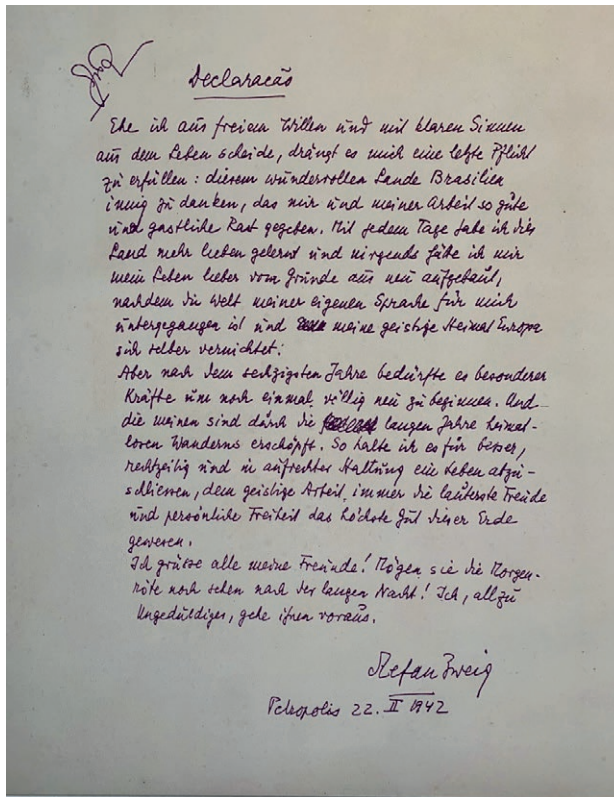 Declaracão
Ehe ich aus freiem Willen und mit klaren Sinnen
aus dem Leben scheide, drängt es mich eine letzte Pflicht
zu erfüllen: diesem wundervollen Lande Brasilien
innig zu danken, das mir und meiner Arbeit so gute
und gastliche Rast gegeben. Mit jedem Tage habe ich dies
Land mehr lieben gelernt und nirgends hätte ich mir
mein Leben lieber vom Grunde aus neu aufgebaut,
nachdem die Welt meiner eigenen Sprache für mich
untergegangen ist und meine geistige Heimat Europa
sich selber vernichtet:
Aber nach dem sechzigsten Jahre bedürfte es besonderer
Kräfte um noch einmal völlig neu zu beginnen. Und
die meinen sind durch die langen Jahre heimat-
losen Wanderns erschöpft. So halte ich es für besser,
rechtzeitig und in aufrechter Haltung ein Leben abzu-
schliessen, dem geistige Arbeit immer die lauterste Freude
und persönliche Freiheit das höchste Gut dieser Erde
gewesen.
Ich grüsse alle meine Freunde! Mögen sie die Morgen-
röte noch sehen nach der langen Nacht! Ich, allzu
Ungeduldiger, gehe ihnen voraus.
Stefan Zweig
Petropolis 22. II 1942